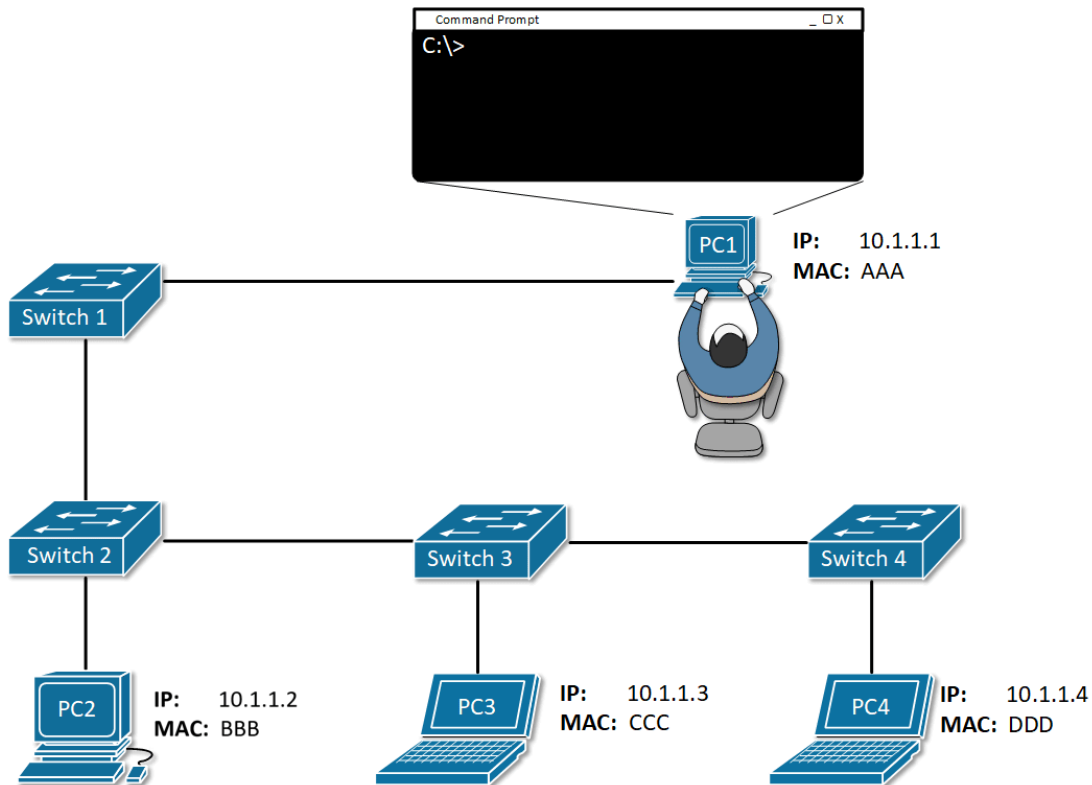 Command Prompt _ □ X
C:\>
PC1
IP: 10.1.1.1
MAC: AAA
Switch 1
Switch 2
Switch 3
Switch 4
PC2
IP: 10.1.1.2
MAC: BBB
PC3
IP: 10.1.1.3
MAC: CCC
PC4
IP: 10.1.1.4
MAC: DDD